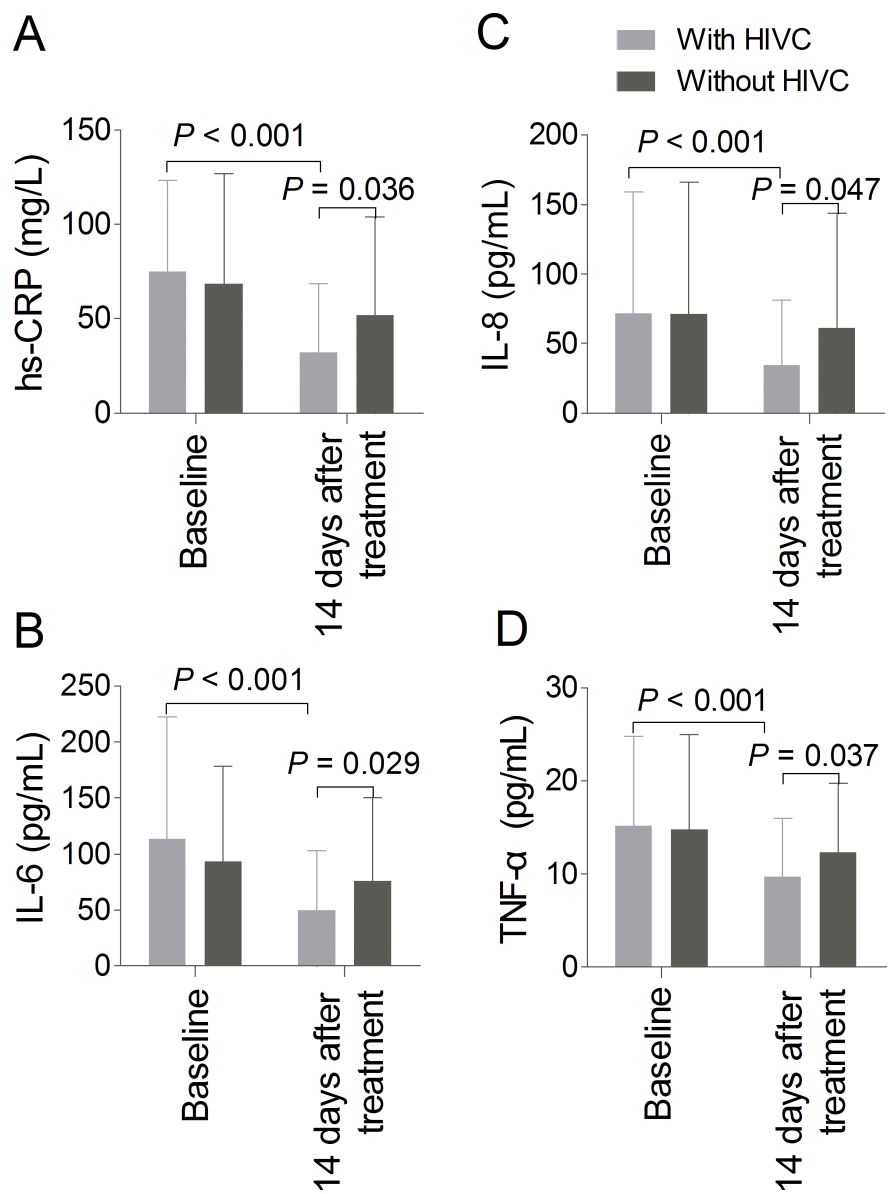 A
hs-CRP (mg/L)
150
100
50
0
P < 0.001
P = 0.036
Baseline
14 days after
treatment
C
With HIVC
Without HIVC
IL-8 (pg/mL)
200
150
100
50
0
P < 0.001
P = 0.047
Baseline
14 days after
treatment
B
IL-6 (pg/mL)
250
200
150
100
50
0
P < 0.001
P = 0.029
Baseline
14 days after
treatment
D
TNF-α (pg/mL)
30
20
10
0
P < 0.001
P = 0.037
Baseline
14 days after
treatment